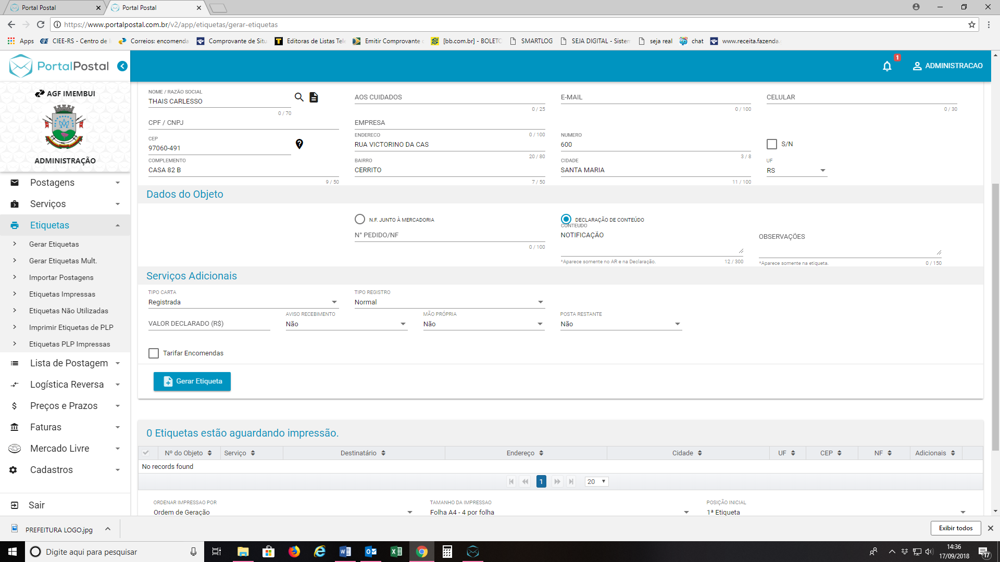 Portal Postal
Portal Postal
https://www.portalpostal.com.br/v2/app/etiquetas/gerar-etiquetas
Apps
CIEE-RS - Centro de
Correios: encomenda
Comprovante de Situ
Editoras de Listas Tele
Emitir Comprovante
[bb.com.br] - BOLETO
SMARTLOG
SEJA DIGITAL - Sistem
seja real
chat
www.receita.fazenda.
PortalPostal
1
ADMINISTRACAO
AGF IMEMBUI
ADMINISTRAÇÃO
Postagens
Serviços
Etiquetas
Gerar Etiquetas
Gerar Etiquetas Mult.
Importar Postagens
Etiquetas Impressas
Etiquetas Não Utilizadas
Imprimir Etiquetas de PLP
Etiquetas PLP Impressas
Lista de Postagem
Logística Reversa
Preços e Prazos
Faturas
Mercado Livre
Cadastros
Sair
NOME / RAZÃO SOCIAL
THAIS CARLESSO
0 / 70
AOS CUIDADOS
0 / 25
E-MAIL
0 / 100
CELULAR
0 / 30
CPF / CNPJ
EMPRESA
0 / 100
CEP
97060-491
ENDERECO
RUA VICTORINO DA CAS
20 / 80
NUMERO
600
3 / 8
S/N
COMPLEMENTO
CASA 82 B
9 / 50
BAIRRO
CERRITO
7 / 50
CIDADE
SANTA MARIA
11 / 100
UF
RS
Dados do Objeto
N.F. JUNTO À MERCADORIA
DECLARAÇÃO DE CONTEÚDO
N° PEDIDO/NF
0 / 100
CONTEUDO
NOTIFICAÇÃO
*Aparece somente no AR e na Declaração.
12 / 300
OBSERVAÇÕES
*Aparece somente na etiqueta.
0 / 150
Serviços Adicionais
TIPO CARTA
Registrada
TIPO REGISTRO
Normal
VALOR DECLARADO (R$)
AVISO RECEBIMENTO
Não
MÃO PRÓPRIA
Não
POSTA RESTANTE
Não
Tarifar Encomendas
Gerar Etiqueta
0 Etiquetas estão aguardando impressão.
Nº do Objeto
Serviço
Destinatário
Endereço
Cidade
UF
CEP
NF
Adicionais
No records found
1
20
ORDENAR IMPRESSAO POR
Ordem de Geração
TAMANHO DA IMPRESSAO
Folha A4 - 4 por folha
POSIÇÃO INICIAL
1ª Etiqueta
PREFEITURA LOGO.jpg
Exibir todos
Digite aqui para pesquisar
14:36
17/09/2018
17